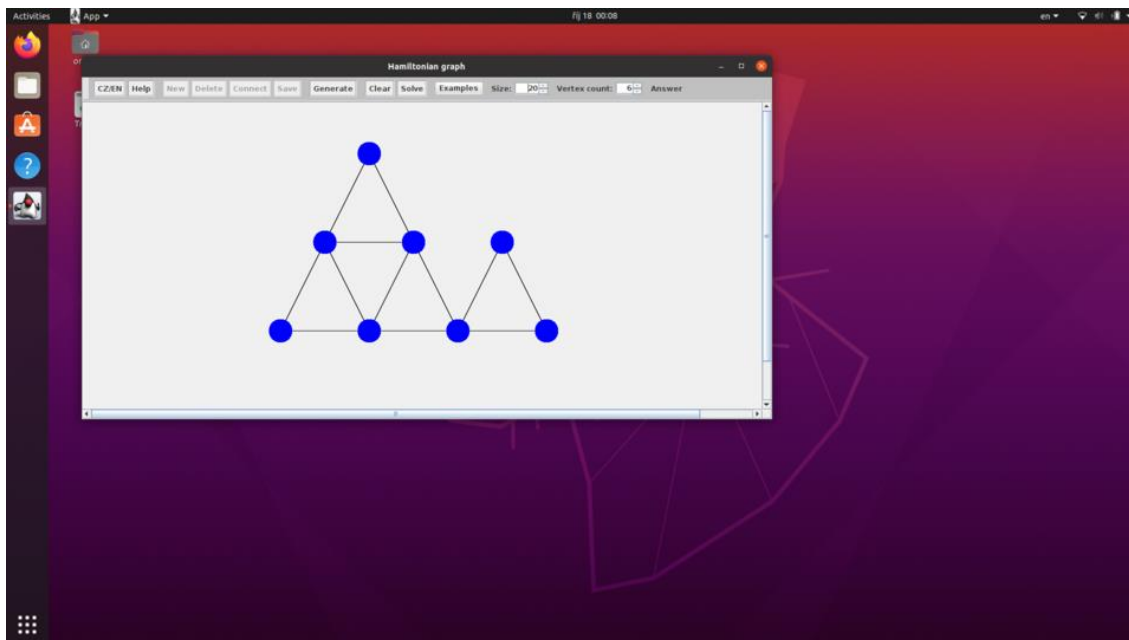 Activities App říj 18 00:08 en
Hamiltonian graph
CZ/EN Help New Delete Connect Save Generate Clear Solve Examples Size: 20 Vertex count: 6 Answer